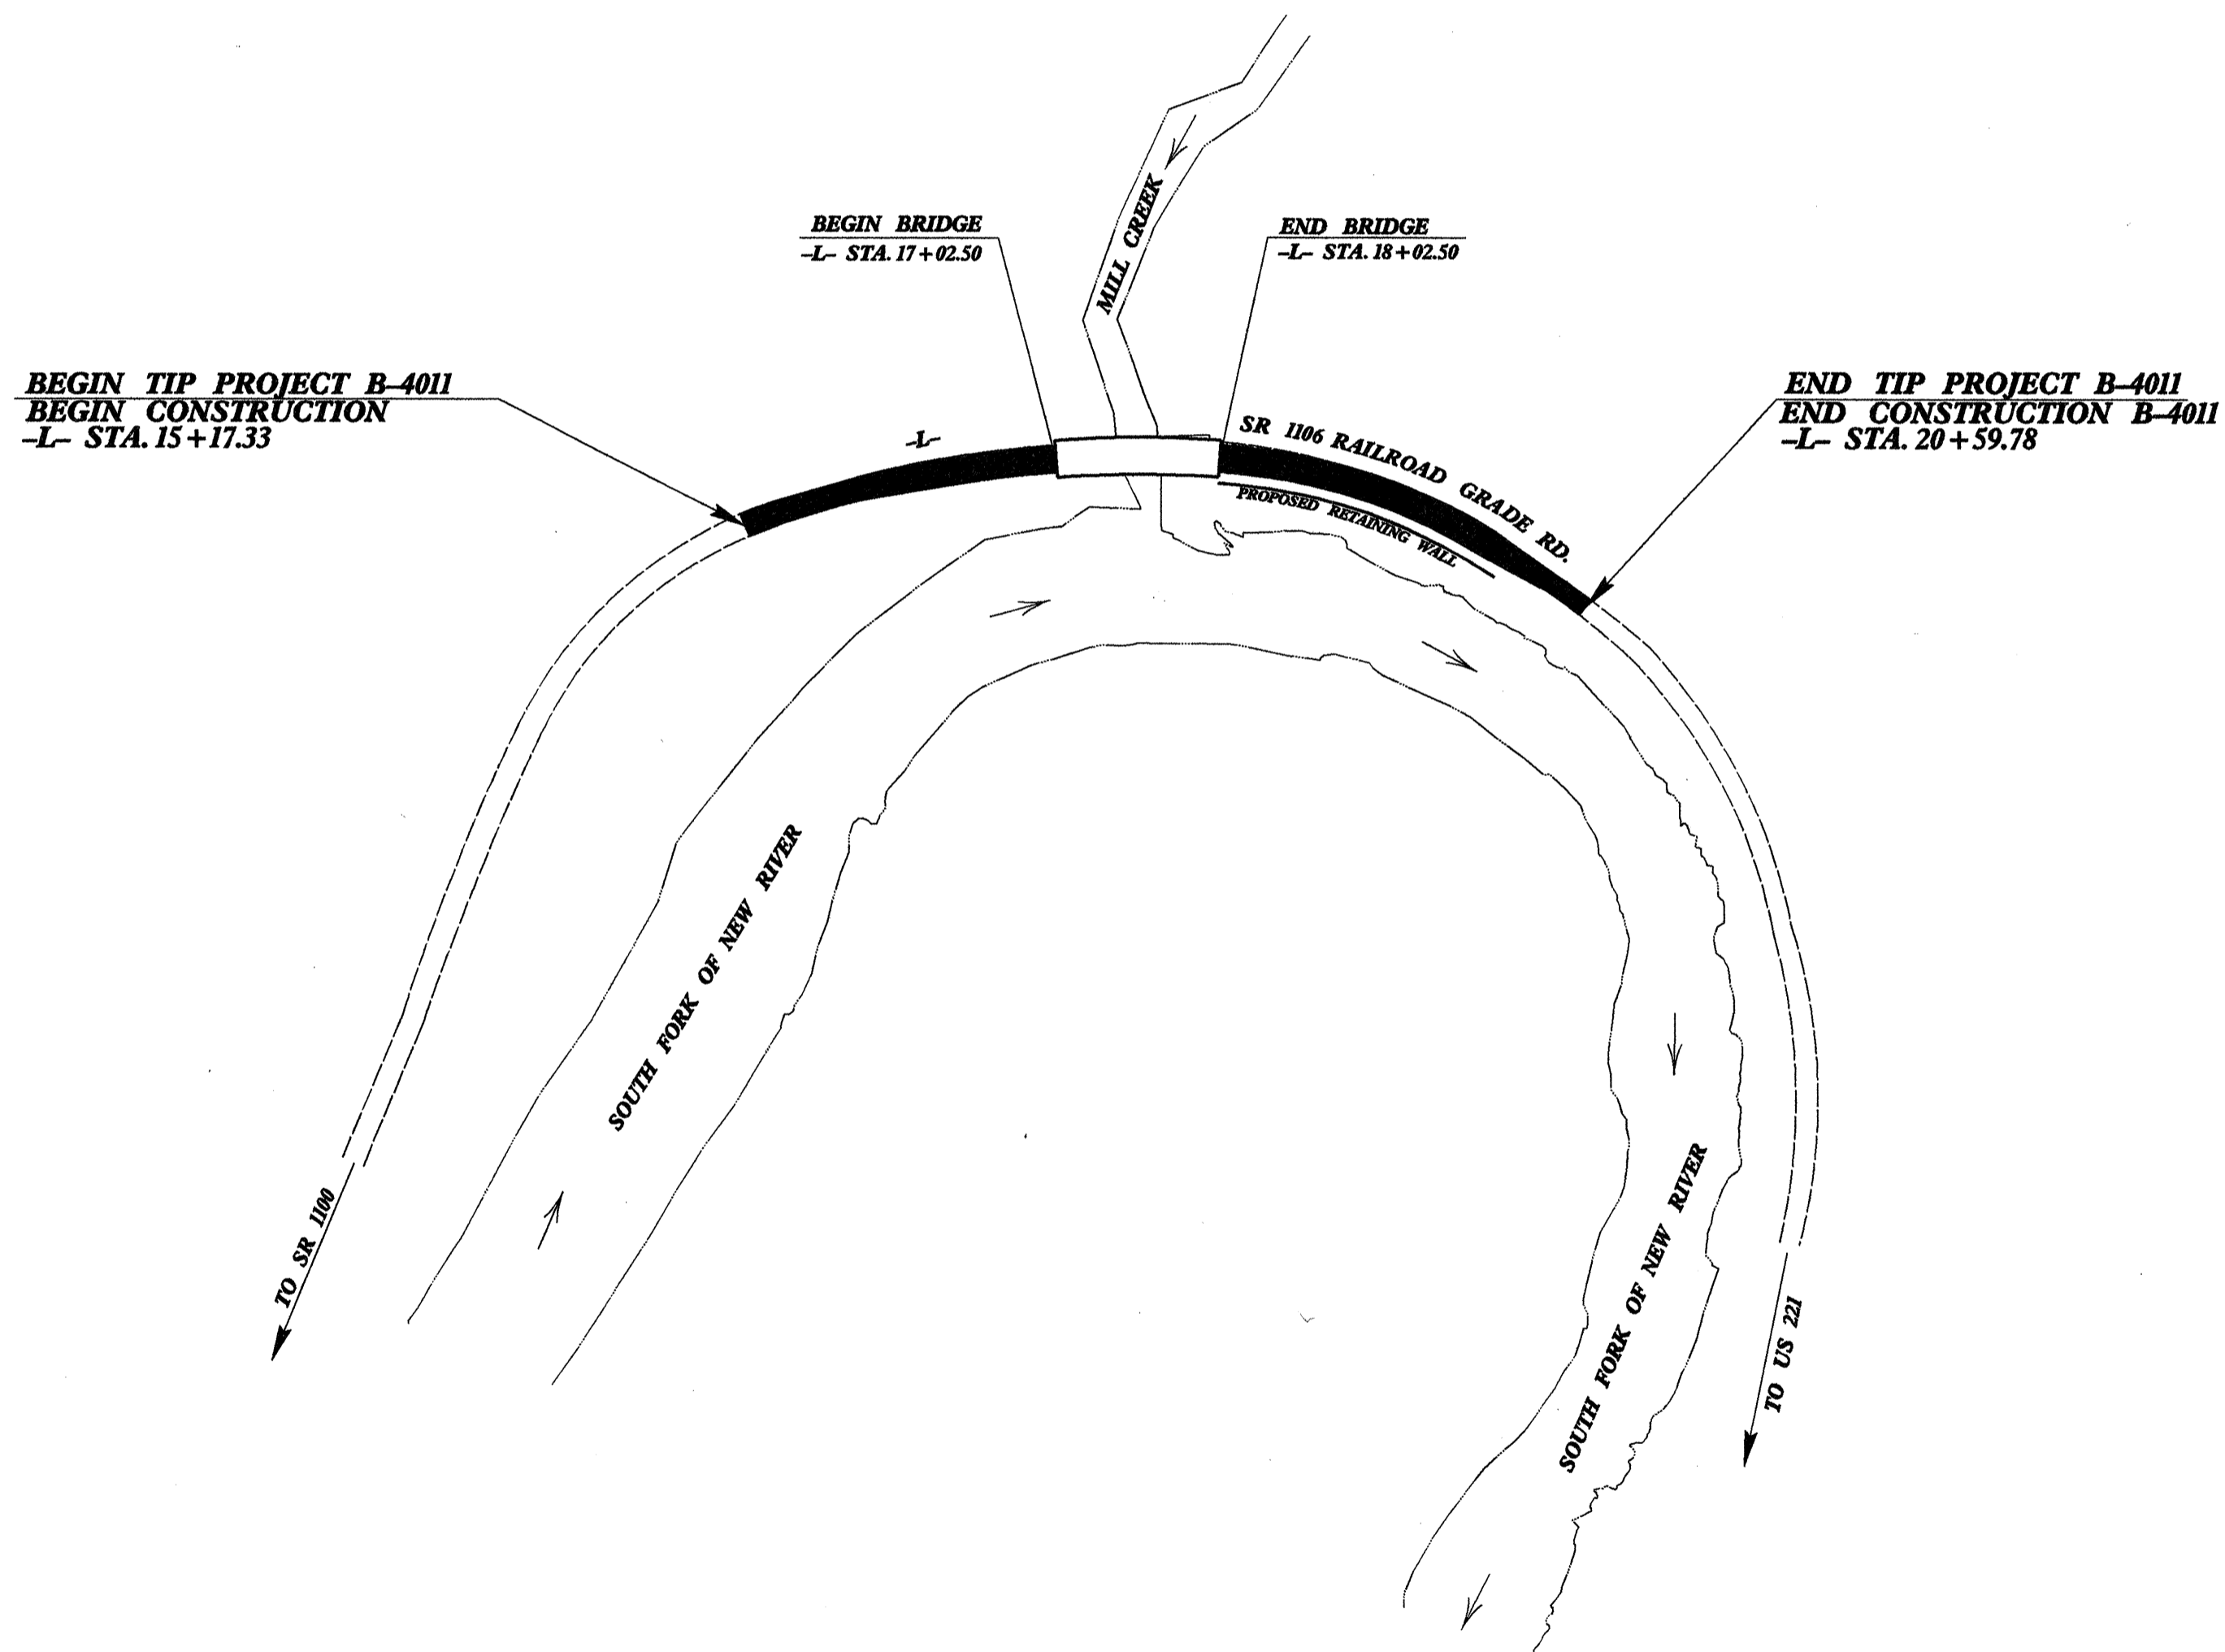 MILL CREEK
BEGIN BRIDGE
-L- STA. 17+02.50
END BRIDGE
-L- STA. 18+02.50
BEGIN TIP PROJECT B-4011
BEGIN CONSTRUCTION
-L- STA. 15+17.33
END TIP PROJECT B-4011
END CONSTRUCTION B-4011
-L- STA. 20+59.78
-L-
SR 1106 RAILROAD GRADE RD.
PROPOSED RETAINING WALL
SOUTH FORK OF NEW RIVER
TO SR 1100
SOUTH FORK OF NEW RIVER
TO US 221